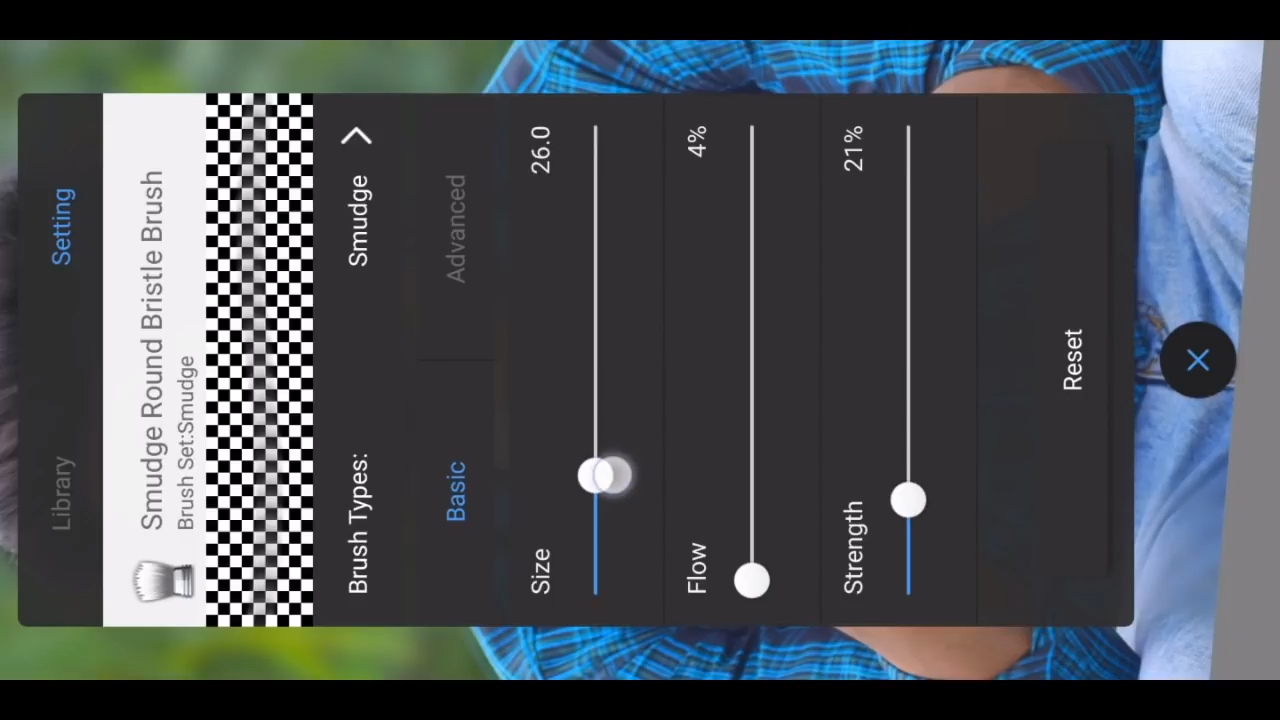 Library Setting
Smudge Round Bristle Brush
Brush Set:Smudge
Brush Types: Smudge
Basic Advanced
Size 26.0
Flow 4%
Strength 21%
Reset